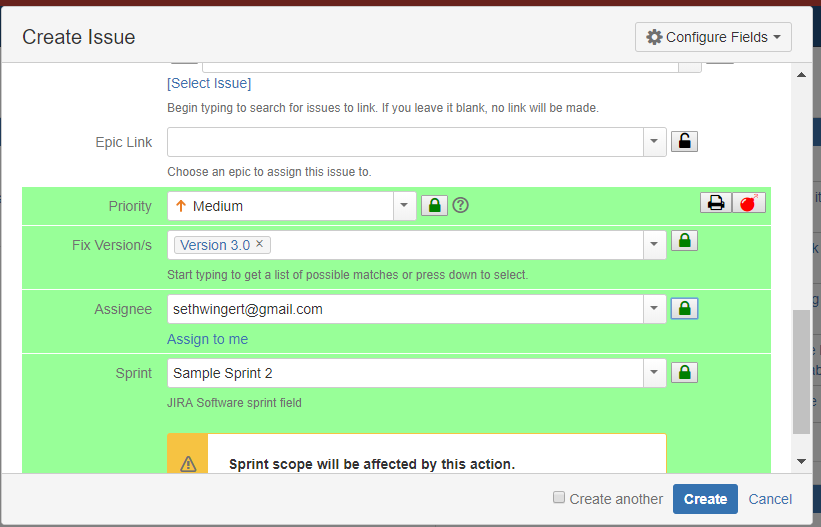 Create Issue
Configure Fields
[Select Issue]
Begin typing to search for issues to link. If you leave it blank, no link will be made.
Epic Link
Choose an epic to assign this issue to.
Priority
Medium
Fix Version/s
Version 3.0 ×
Start typing to get a list of possible matches or press down to select.
Assignee
sethwingert@gmail.com
Assign to me
Sprint
Sample Sprint 2
JIRA Software sprint field
Sprint scope will be affected by this action.
Create another
Create
Cancel